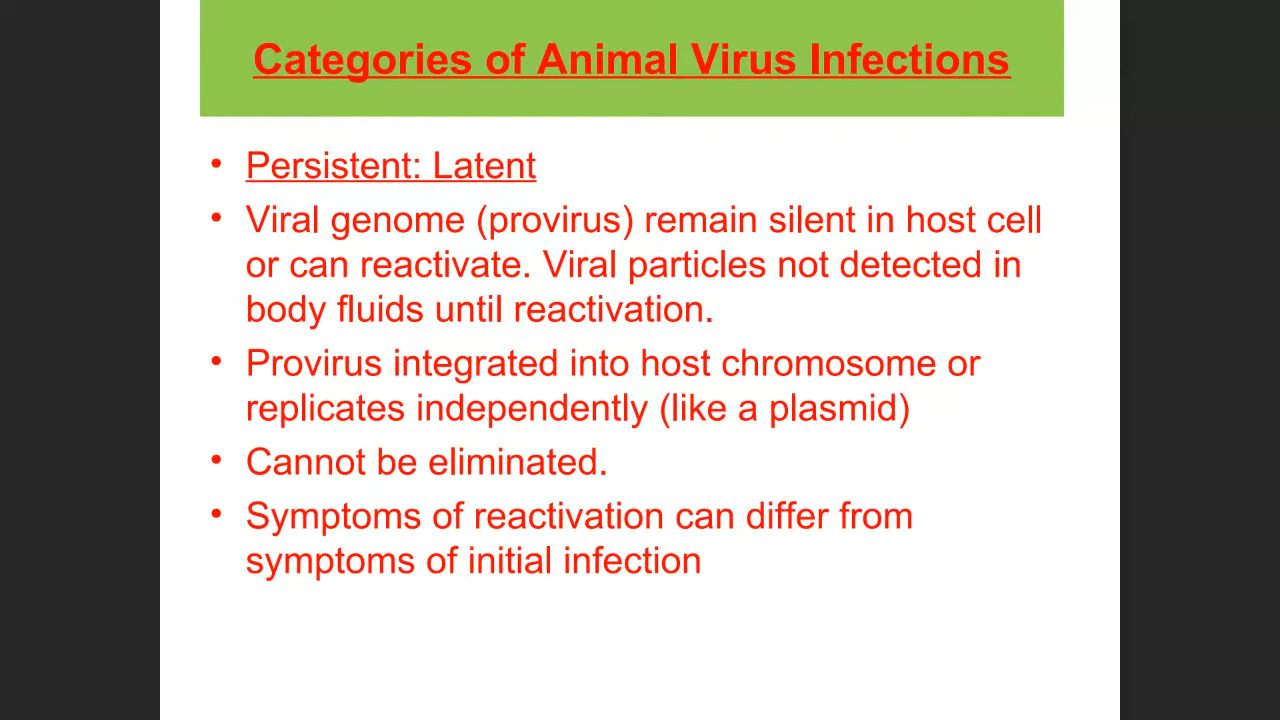 Categories of Animal Virus Infections
• Persistent: Latent
• Viral genome (provirus) remain silent in host cell
or can reactivate. Viral particles not detected in
body fluids until reactivation.
• Provirus integrated into host chromosome or
replicates independently (like a plasmid)
• Cannot be eliminated.
• Symptoms of reactivation can differ from
symptoms of initial infection